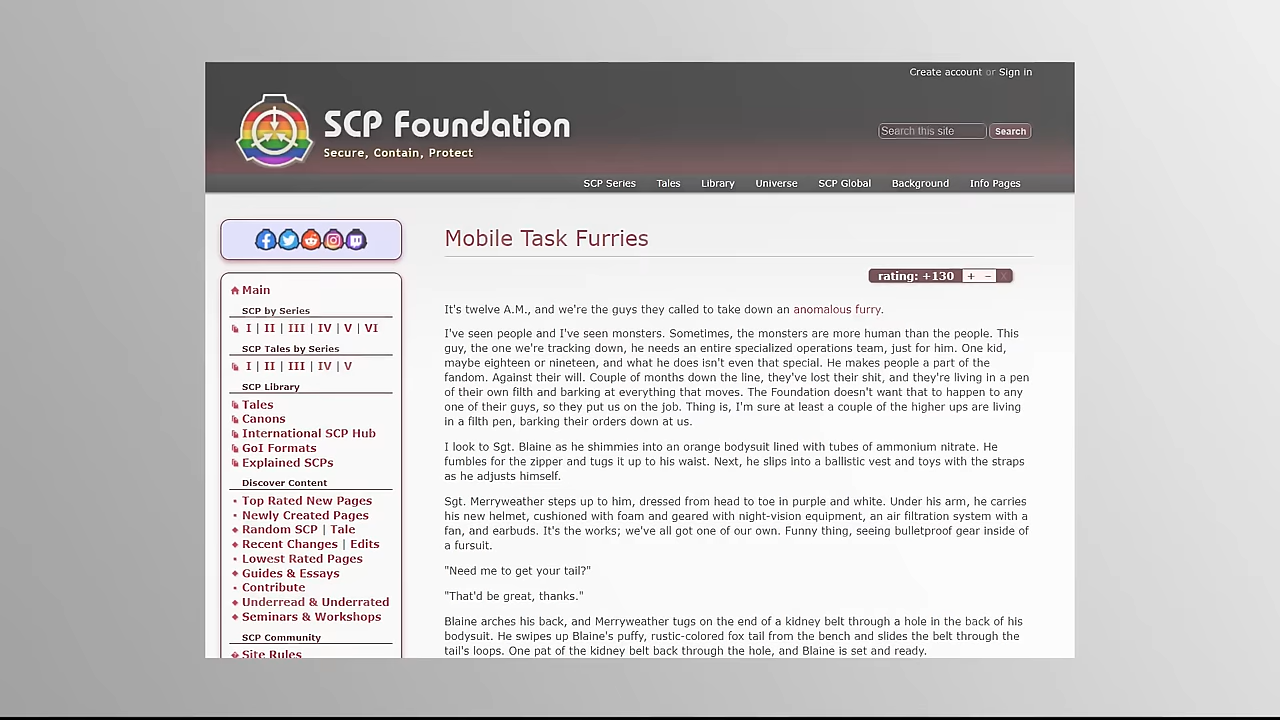 Create account or Sign in
SCP Foundation
Secure, Contain, Protect
Search this site
Search
SCP Series Tales Library Universe SCP Global Background Info Pages
Main
SCP by Series
I | II | III | IV | V | VI
SCP Tales by Series
I | II | III | IV | V
SCP Library
Tales
Canons
International SCP Hub
GoI Formats
Explained SCPs
Discover Content
Top Rated New Pages
Newly Created Pages
Random SCP | Tale
Recent Changes | Edits
Lowest Rated Pages
Guides & Essays
Contribute
Underread & Underrated
Seminars & Workshops
SCP Community
Site Rules
Mobile Task Furries
rating: +130 + – x
It's twelve A.M., and we're the guys they called to take down an anomalous furry.
I've seen people and I've seen monsters. Sometimes, the monsters are more human than the people. This
guy, the one we're tracking down, he needs an entire specialized operations team, just for him. One kid,
maybe eighteen or nineteen, and what he does isn't even that special. He makes people a part of the
fandom. Against their will. Couple of months down the line, they've lost their shit, and they're living in a pen
of their own filth and barking at everything that moves. The Foundation doesn't want that to happen to any
one of their guys, so they put us on the job. Thing is, I'm sure at least a couple of the higher ups are living
in a filth pen, barking their orders down at us.
I look to Sgt. Blaine as he shimmies into an orange bodysuit lined with tubes of ammonium nitrate. He
fumbles for the zipper and tugs it up to his waist. Next, he slips into a ballistic vest and toys with the straps
as he adjusts himself.
Sgt. Merryweather steps up to him, dressed from head to toe in purple and white. Under his arm, he carries
his new helmet, cushioned with foam and geared with night-vision equipment, an air filtration system with a
fan, and earbuds. It's the works; we've all got one of our own. Funny thing, seeing bulletproof gear inside of
a fursuit.
"Need me to get your tail?"
"That'd be great, thanks."
Blaine arches his back, and Merryweather tugs on the end of a kidney belt through a hole in the back of his
bodysuit. He swipes up Blaine's puffy, rustic-colored fox tail from the bench and slides the belt through the
tail's loops. One pat of the kidney belt back through the hole, and Blaine is set and ready.